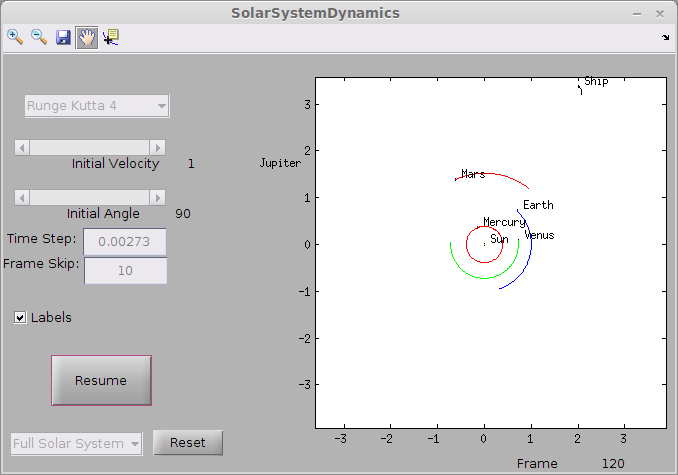 SolarSystemDynamics
Runge Kutta 4
Initial Velocity 1
Initial Angle 90
Time Step: 0.00273
Frame Skip: 10
Labels
Resume
Full Solar System
Reset
Ship
Jupiter
Mars
Earth
Mercury
Sun
Venus
3
2
1
0
-1
-2
-3
-3 -2 -1 0 1 2 3
Frame 120